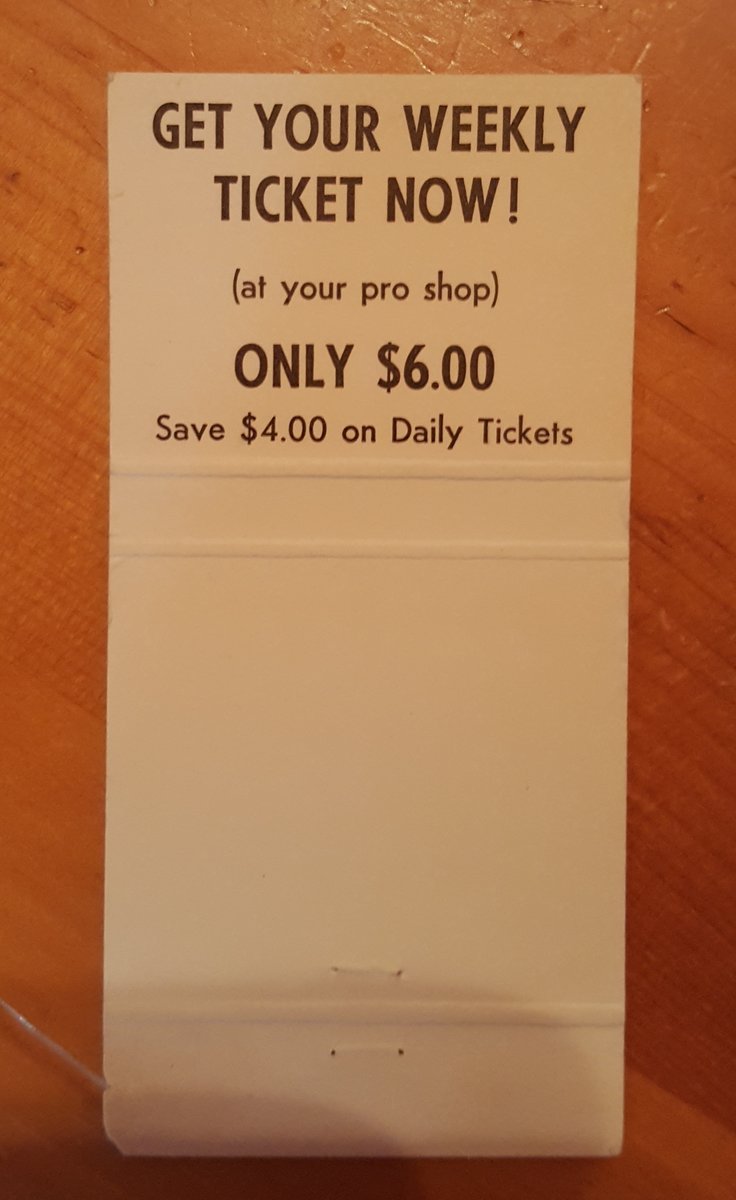 GET YOUR WEEKLY
TICKET NOW!
(at your pro shop)
ONLY $6.00
Save $4.00 on Daily Tickets